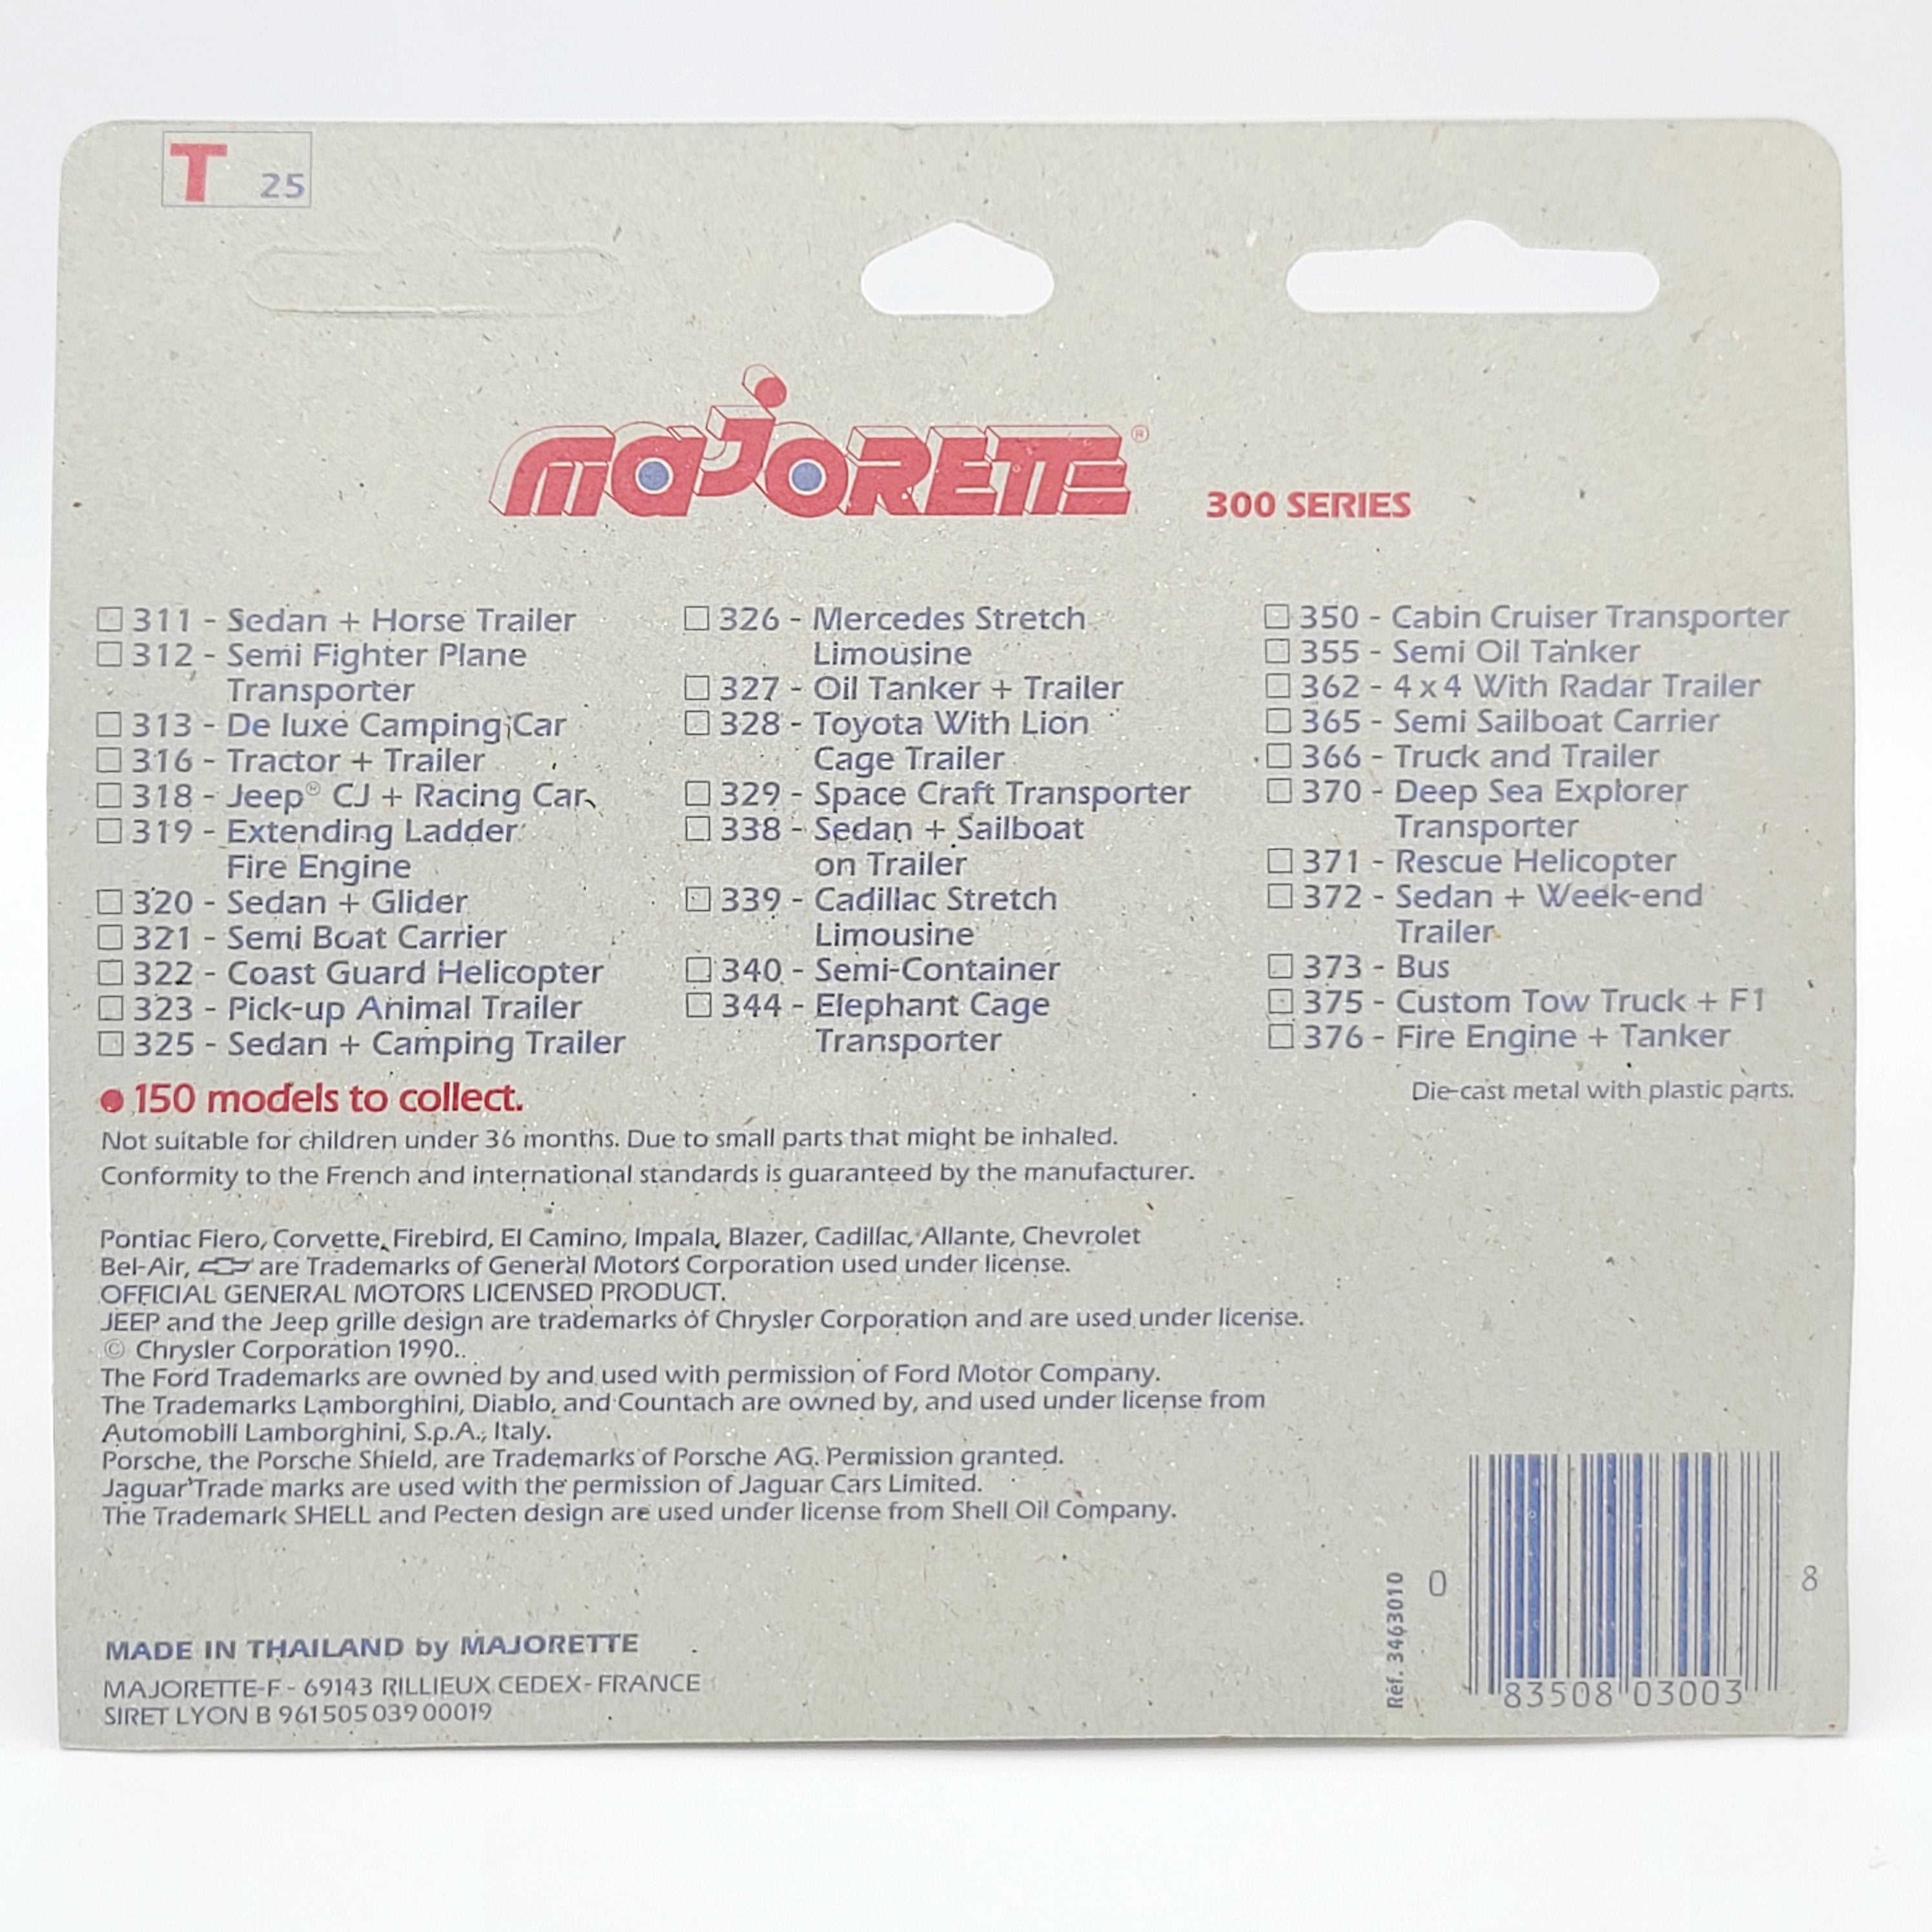 T 25
MAJORETTE®
300 SERIES
☐ 311 - Sedan + Horse Trailer
☐ 312 - Semi Fighter Plane
Transporter
☐ 313 - De luxe Camping Car
☐ 316 - Tractor + Trailer
☐ 318 - Jeep® CJ + Racing Car
☐ 319 - Extending Ladder
Fire Engine
☐ 320 - Sedan + Glider
☐ 321 - Semi Boat Carrier
☐ 322 - Coast Guard Helicopter
☐ 323 - Pick-up Animal Trailer
☐ 325 - Sedan + Camping Trailer
☐ 326 - Mercedes Stretch
Limousine
☐ 327 - Oil Tanker + Trailer
☐ 328 - Toyota With Lion
Cage Trailer
☐ 329 - Space Craft Transporter
☐ 338 - Sedan + Sailboat
on Trailer
☐ 339 - Cadillac Stretch
Limousine
☐ 340 - Semi-Container
☐ 344 - Elephant Cage
Transporter
☐ 350 - Cabin Cruiser Transporter
☐ 355 - Semi Oil Tanker
☐ 362 - 4 x 4 With Radar Trailer
☐ 365 - Semi Sailboat Carrier
☐ 366 - Truck and Trailer
☐ 370 - Deep Sea Explorer
Transporter
☐ 371 - Rescue Helicopter
☐ 372 - Sedan + Week-end
Trailer
☐ 373 - Bus
☐ 375 - Custom Tow Truck + F1
☐ 376 - Fire Engine + Tanker
● 150 models to collect.
Die-cast metal with plastic parts.
Not suitable for children under 36 months. Due to small parts that might be inhaled.
Conformity to the French and international standards is guaranteed by the manufacturer.
Pontiac Fiero, Corvette, Firebird, El Camino, Impala, Blazer, Cadillac, Allante, Chevrolet
Bel-Air, are Trademarks of General Motors Corporation used under license.
OFFICIAL GENERAL MOTORS LICENSED PRODUCT.
JEEP and the Jeep grille design are trademarks of Chrysler Corporation and are used under license.
© Chrysler Corporation 1990..
The Ford Trademarks are owned by and used with permission of Ford Motor Company.
The Trademarks Lamborghini, Diablo, and Countach are owned by, and used under license from
Automobili Lamborghini, S.p.A., Italy.
Porsche, the Porsche Shield, are Trademarks of Porsche AG. Permission granted.
Jaguar Trade marks are used with the permission of Jaguar Cars Limited.
The Trademark SHELL and Pecten design are used under license from Shell Oil Company.
MADE IN THAILAND by MAJORETTE
MAJORETTE-F - 69143 RILLIEUX CEDEX - FRANCE
SIRET LYON B 961 505 039 00019
Réf. 3463010
0 83508 03003 8